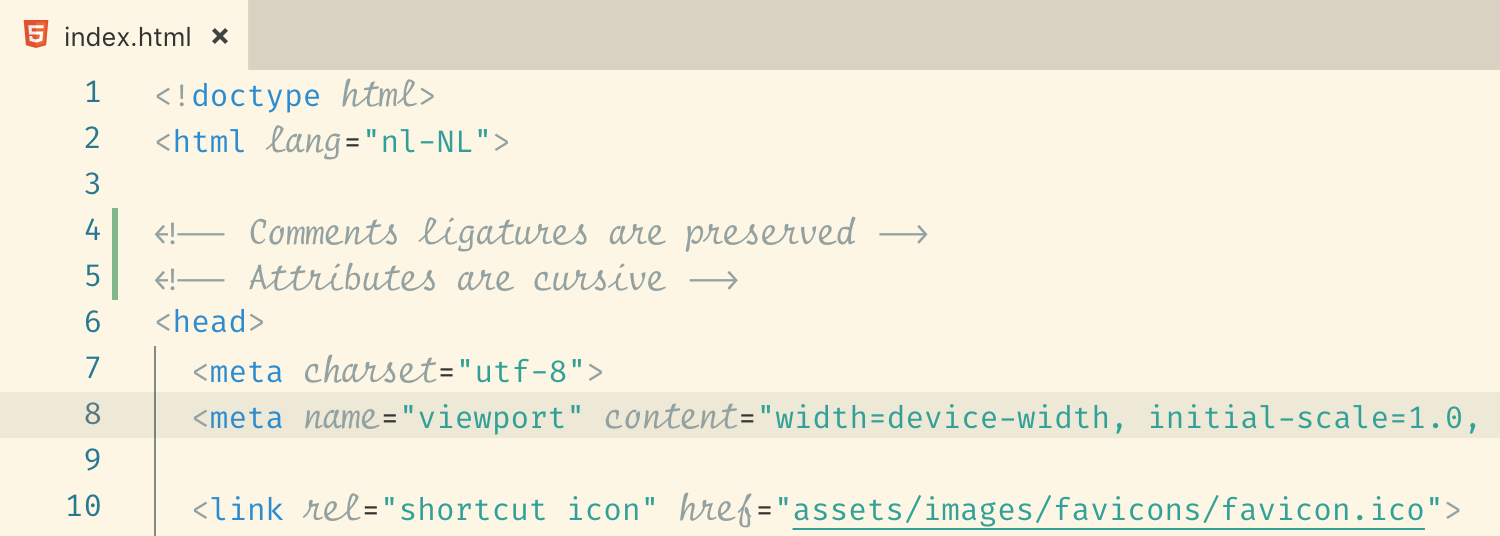 index.html ×
1 <!doctype html>
2 <html lang="nl-NL">
3
4 <!-- Comments ligatures are preserved -->
5 <!-- Attributes are cursive -->
6 <head>
7 <meta charset="utf-8">
8 <meta name="viewport" content="width=device-width, initial-scale=1.0,
9
10 <link rel="shortcut icon" href="assets/images/favicons/favicon.ico">